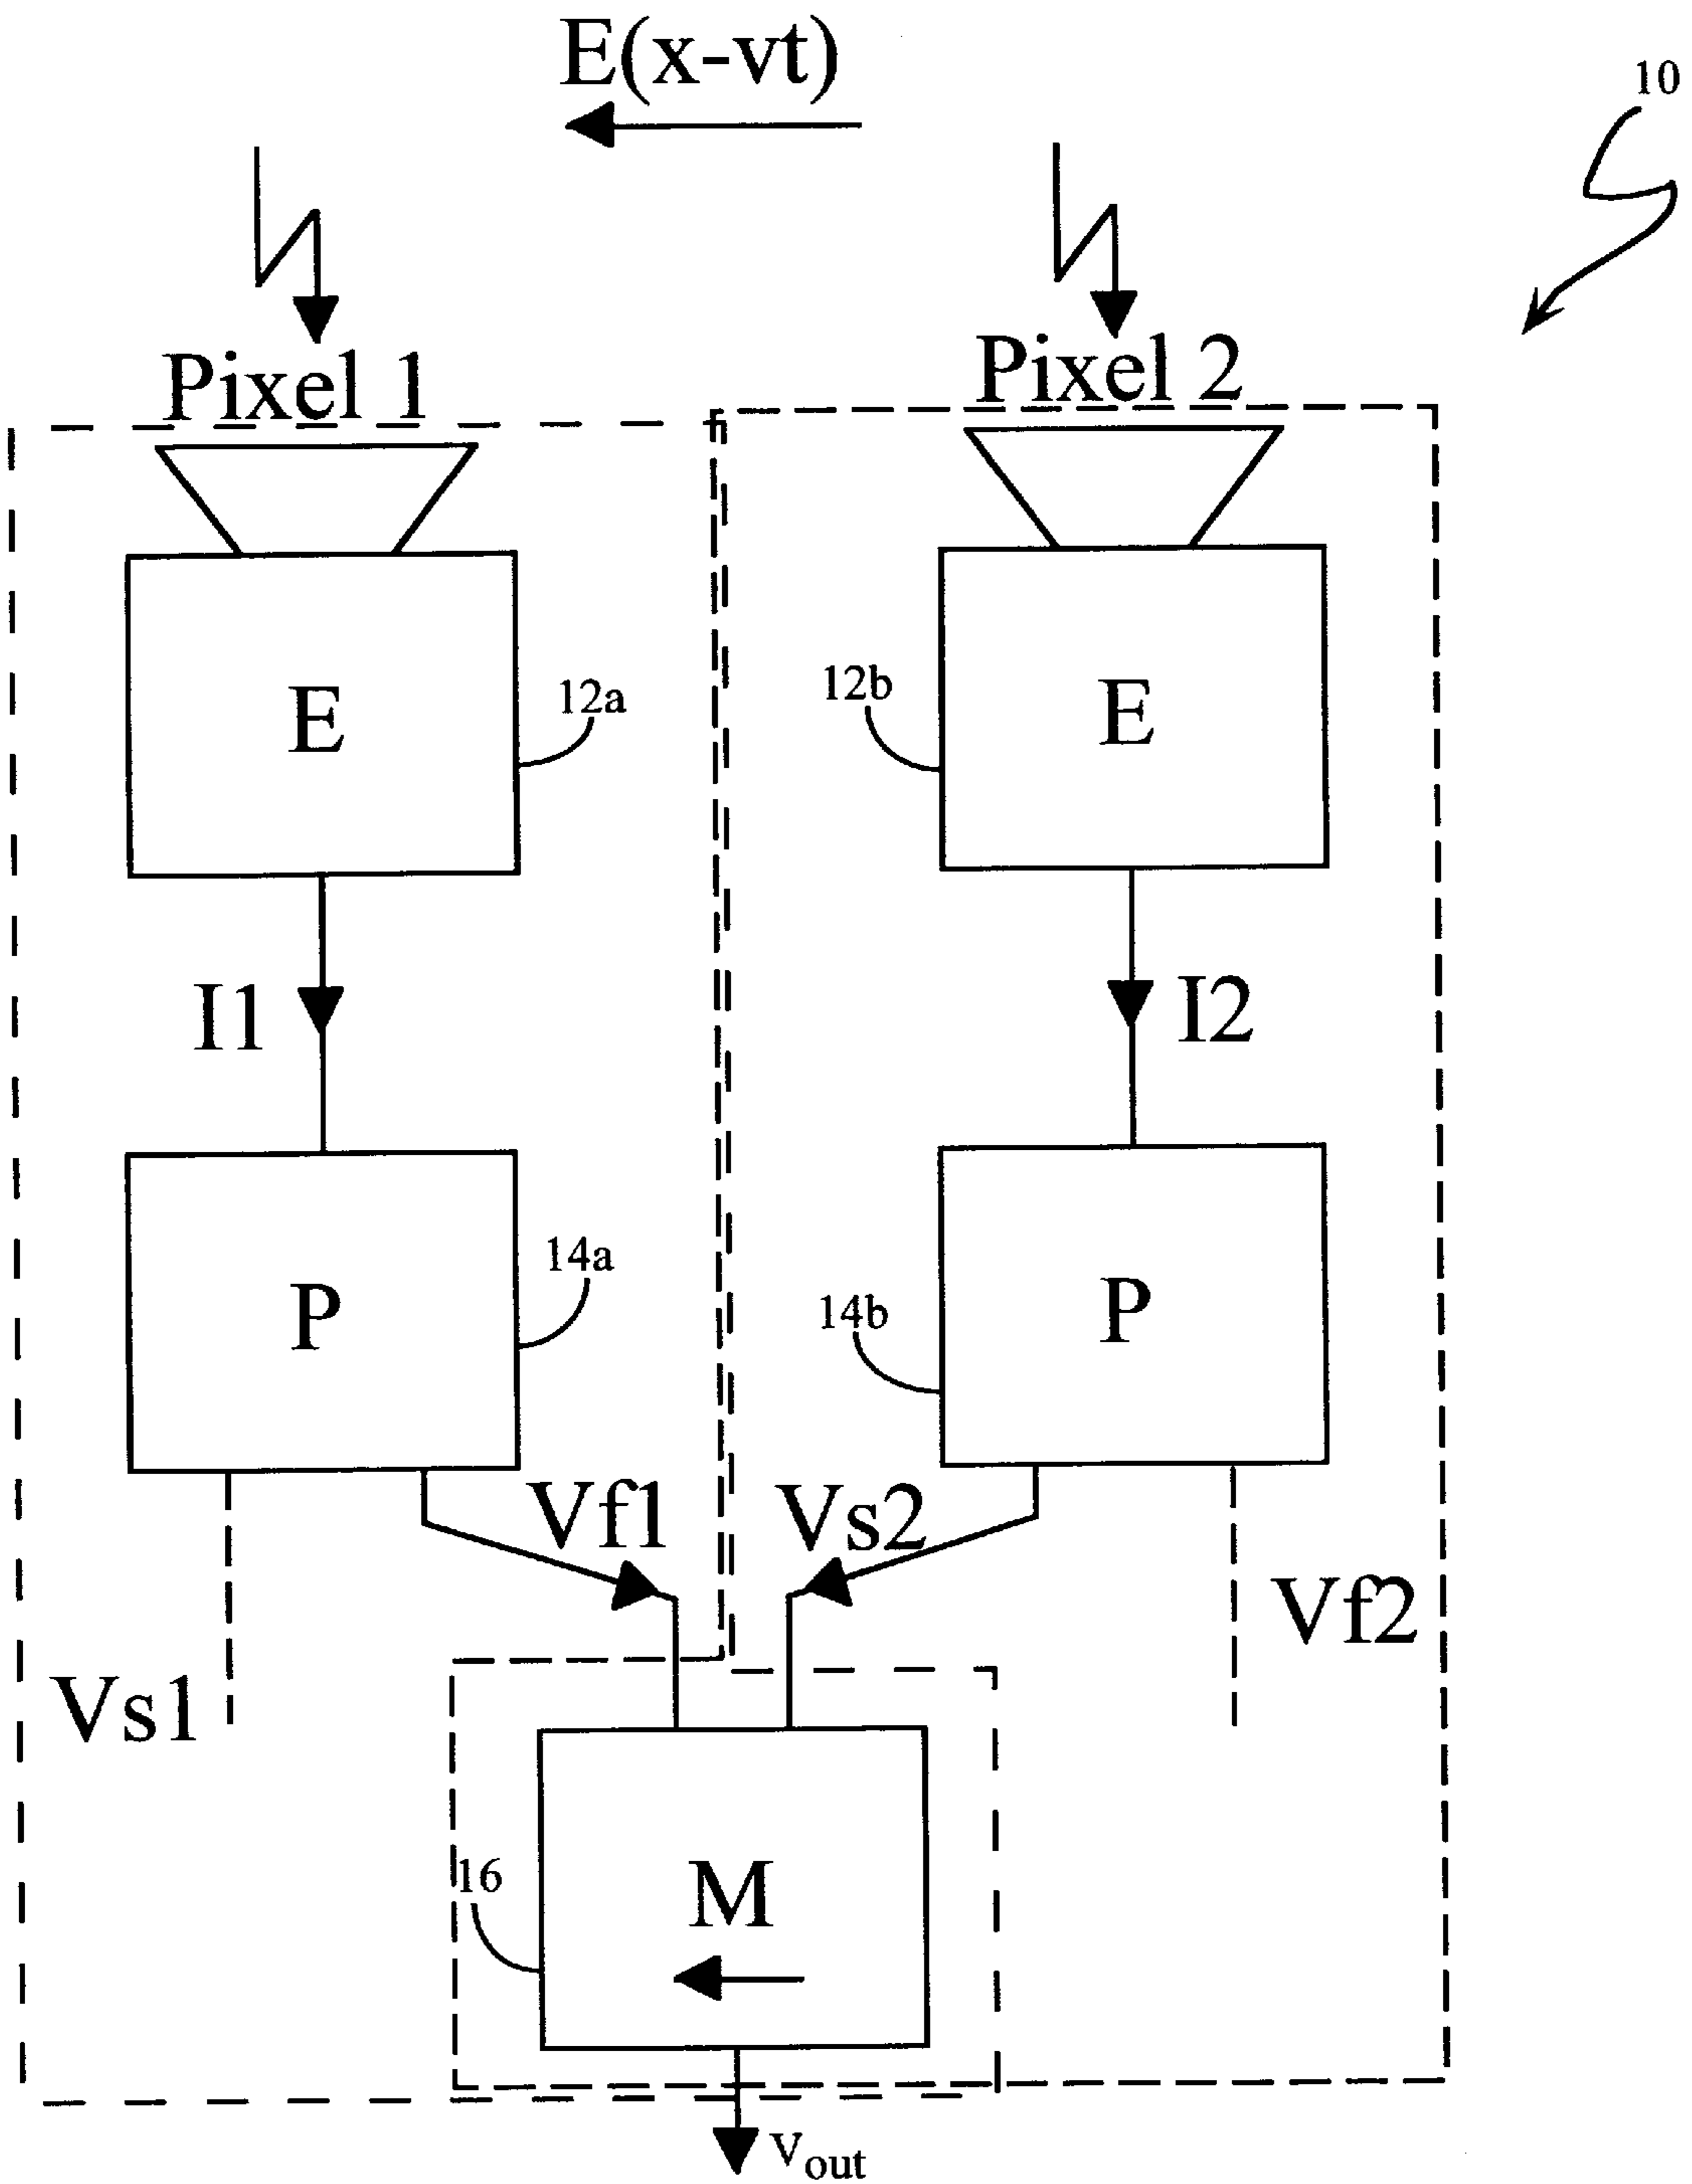 E(x-vt)
10
Pixel 1
Pixel 2
E
12a
12b
E
I1
I2
P
14a
14b
P
Vf1
Vs2
Vs1
Vf2
16
M
Vout